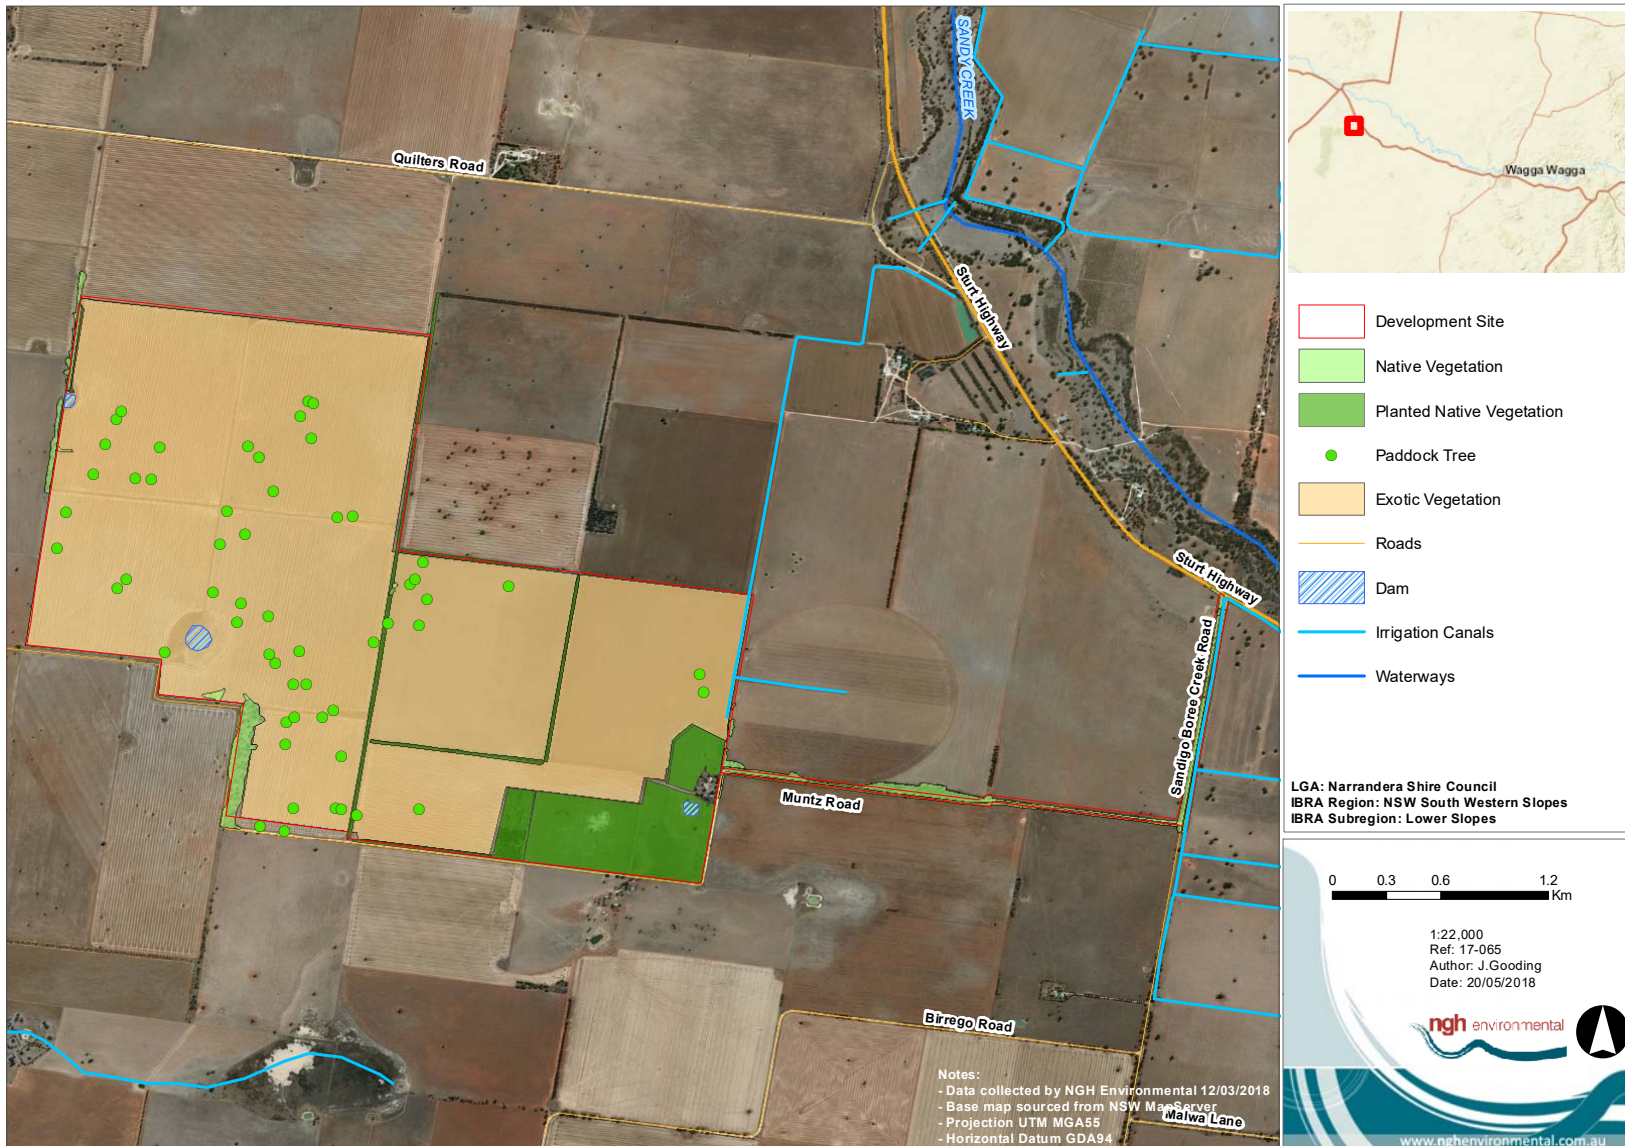 SANDY CREEK
Quilters Road
Sturt Highway
Sturt Highway
Sandigo Boree Creek Road
Muntz Road
Birrego Road
Malwa Lane
Notes:
- Data collected by NGH Environmental 12/03/2018
- Base map sourced from NSW MapServer
- Projection UTM MGA55
- Horizontal Datum GDA94
Wagga Wagga
Development Site
Native Vegetation
Planted Native Vegetation
Paddock Tree
Exotic Vegetation
Roads
Dam
Irrigation Canals
Waterways
LGA: Narrandera Shire Council
IBRA Region: NSW South Western Slopes
IBRA Subregion: Lower Slopes
0 0.3 0.6 1.2
Km
1:22,000
Ref: 17-065
Author: J.Gooding
Date: 20/05/2018
ngh environmental
www.nghenvironmental.com.au